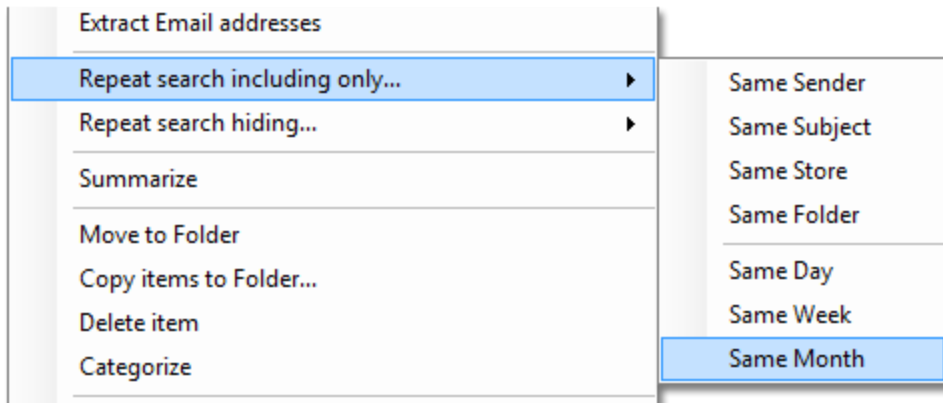 Extract Email addresses
Repeat search including only...
Repeat search hiding...
Summarize
Move to Folder
Copy items to Folder...
Delete item
Categorize
Same Sender
Same Subject
Same Store
Same Folder
Same Day
Same Week
Same Month